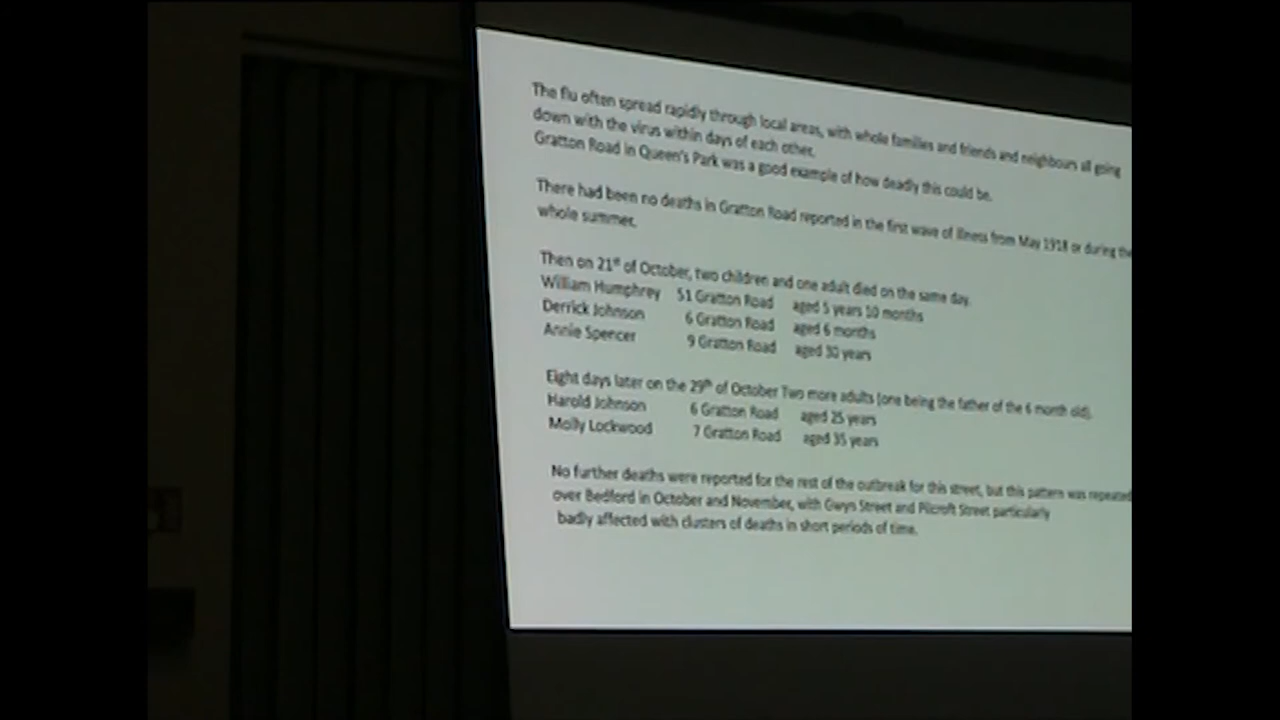 The flu often spread rapidly through local areas, with whole families and friends and neighbours all going
down with the virus within days of each other.
Gratton Road in Queen's Park was a good example of how deadly this could be.
There had been no deaths in Gratton Road reported in the first wave of illness from May 1918 or during the
whole summer.
Then on 21st of October, two children and one adult died on the same day.
William Humphrey 51 Gratton Road aged 5 years 10 months
Derrick Johnson 6 Gratton Road aged 6 months
Annie Spencer 9 Gratton Road aged 30 years
Eight days later on the 29th of October Two more adults (one being the father of the 6 month old).
Harold Johnson 6 Gratton Road aged 25 years
Molly Lockwood 7 Gratton Road aged 35 years
No further deaths were reported for the rest of the outbreak for this street, but this pattern was repeated
over Bedford in October and November, with Gwyn Street and Pilcroft Street particularly
badly affected with clusters of deaths in short periods of time.